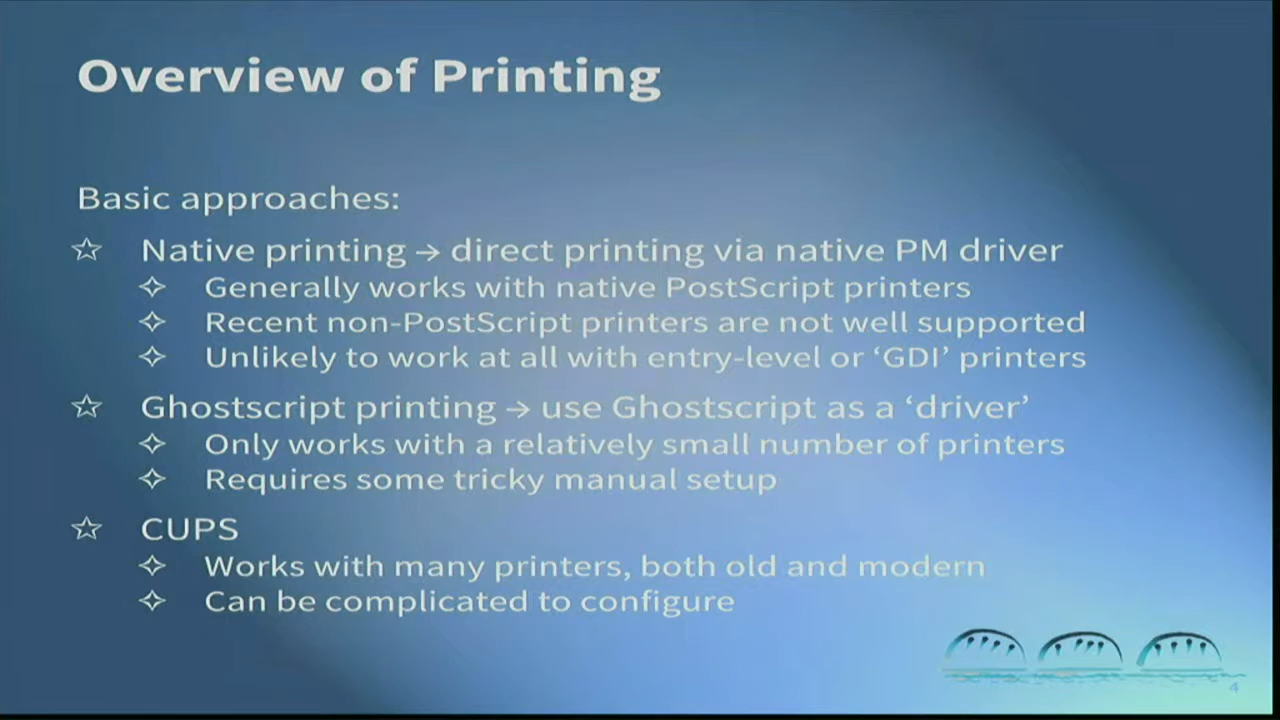 Overview of Printing
Basic approaches:
☆ Native printing → direct printing via native PM driver
✧ Generally works with native PostScript printers
✧ Recent non-PostScript printers are not well supported
✧ Unlikely to work at all with entry-level or ‘GDI’ printers
☆ Ghostscript printing → use Ghostscript as a ‘driver’
✧ Only works with a relatively small number of printers
✧ Requires some tricky manual setup
☆ CUPS
✧ Works with many printers, both old and modern
✧ Can be complicated to configure
4